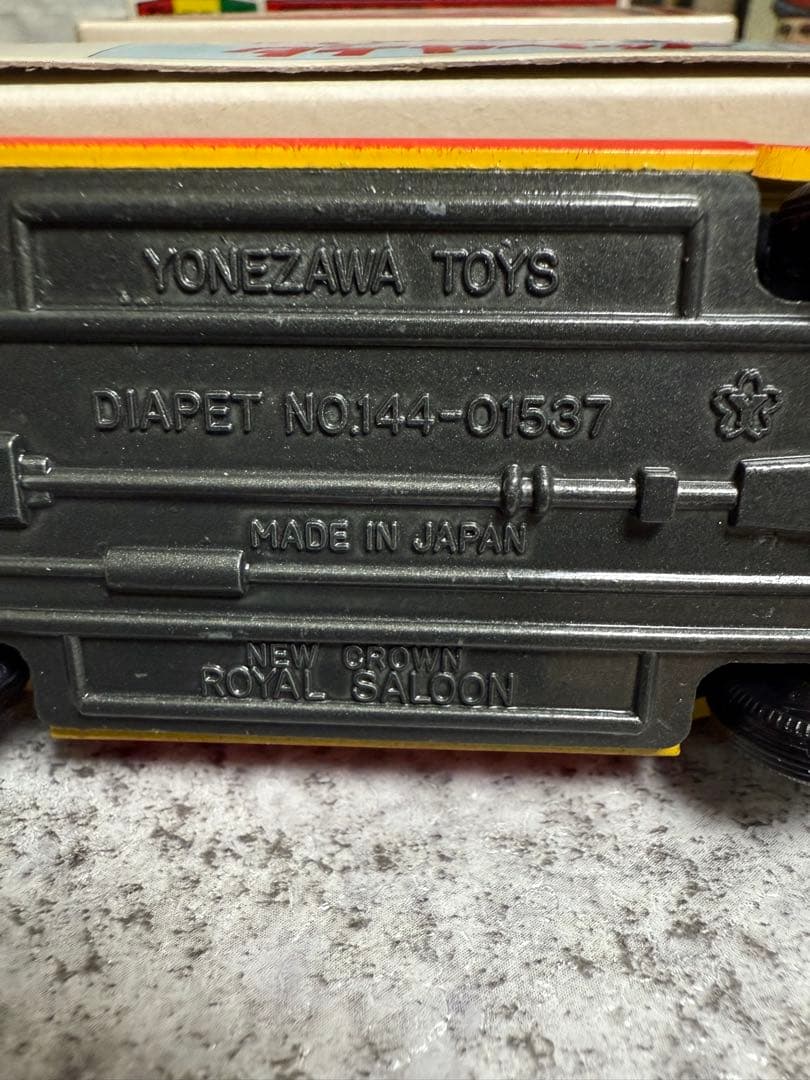 YONEZAWA TOYS
DIAPET NO.144-01537
MADE IN JAPAN
NEW CROWN
ROYAL SALOON